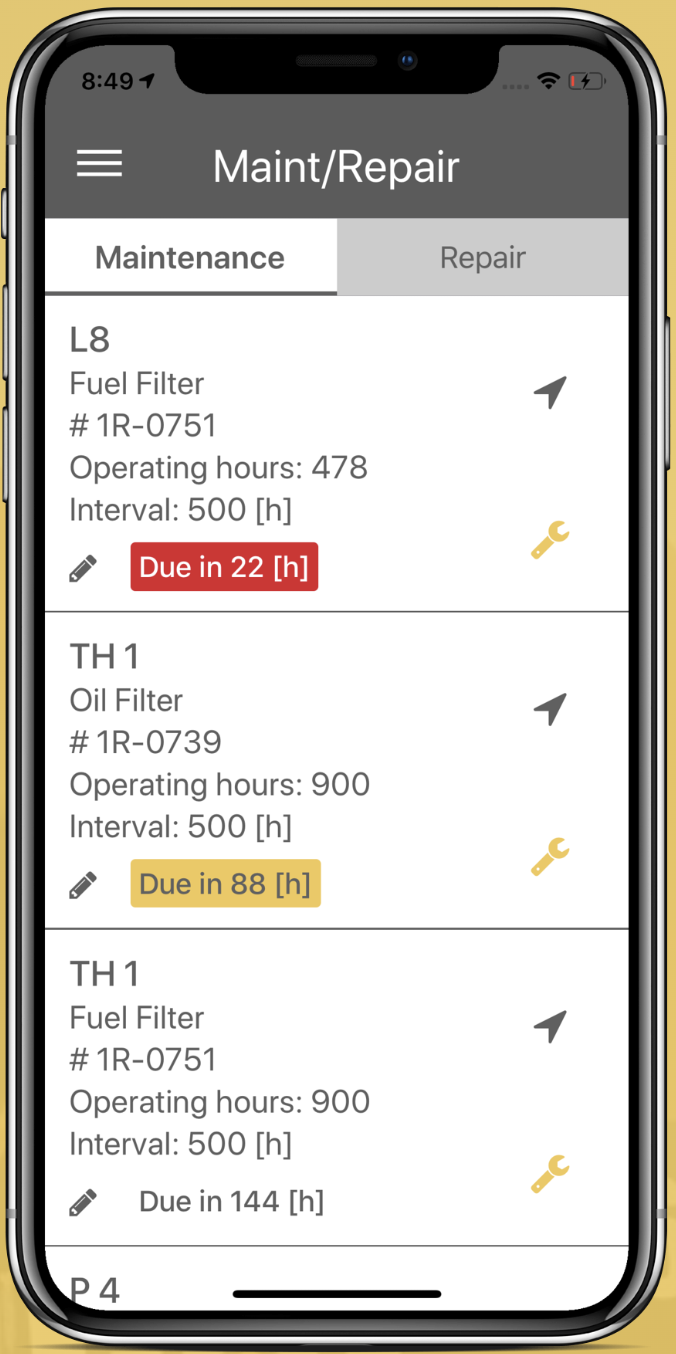 8:49
Maint/Repair
Maintenance
Repair
L8
Fuel Filter
# 1R-0751
Operating hours: 478
Interval: 500 [h]
Due in 22 [h]
TH 1
Oil Filter
# 1R-0739
Operating hours: 900
Interval: 500 [h]
Due in 88 [h]
TH 1
Fuel Filter
# 1R-0751
Operating hours: 900
Interval: 500 [h]
Due in 144 [h]
P 4